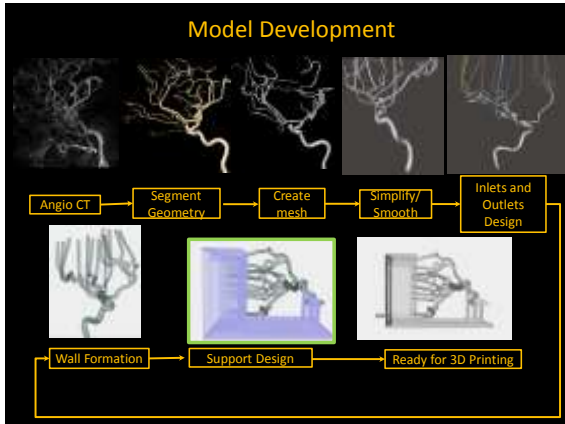 Model Development
Angio CT
Segment
Geometry
Create
mesh
Simplify/
Smooth
Inlets and
Outlets
Design
Wall Formation
Support Design
Ready for 3D Printing